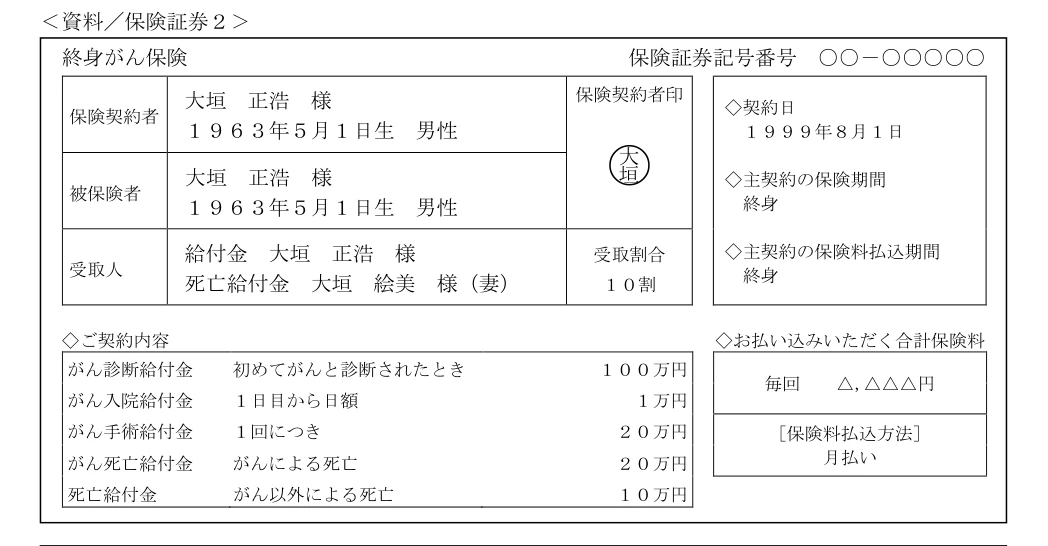 ＜資料／保険証券２＞
終身がん保険　保険証券記号番号　○○－○○○○○
保険契約者　大垣　正浩　様
１９６３年５月１日生　男性
保険契約者印
大垣
被保険者　大垣　正浩　様
１９６３年５月１日生　男性
受取人　給付金　大垣　正浩　様
死亡給付金　大垣　絵美　様（妻）
受取割合
１０割
◇契約日
１９９９年８月１日
◇主契約の保険期間
終身
◇主契約の保険料払込期間
終身
◇ご契約内容
がん診断給付金　初めてがんと診断されたとき　１００万円
がん入院給付金　１日目から日額　１万円
がん手術給付金　１回につき　２０万円
がん死亡給付金　がんによる死亡　２０万円
死亡給付金　がん以外による死亡　１０万円
◇お払い込みいただく合計保険料
毎回　△，△△△円
［保険料払込方法］
月払い